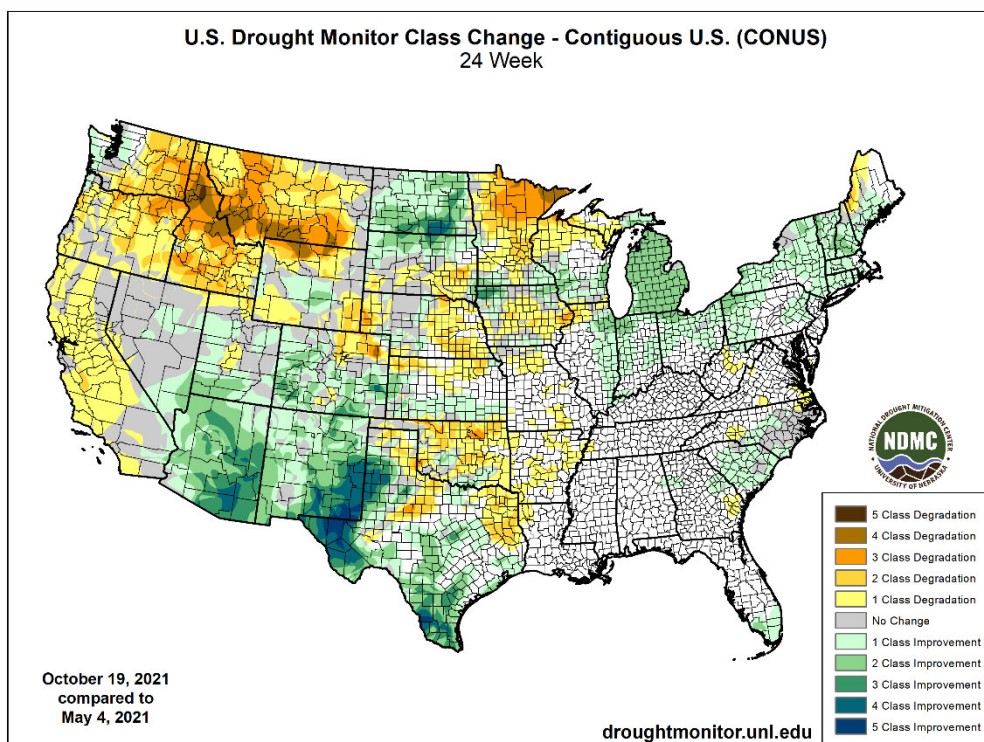 U.S. Drought Monitor Class Change - Contiguous U.S. (CONUS)
24 Week
NATIONAL DROUGHT MITIGATION CENTER
NDMC
UNIVERSITY OF NEBRASKA
5 Class Degradation
4 Class Degradation
3 Class Degradation
2 Class Degradation
1 Class Degradation
No Change
1 Class Improvement
2 Class Improvement
3 Class Improvement
4 Class Improvement
5 Class Improvement
October 19, 2021
compared to
May 4, 2021
droughtmonitor.unl.edu